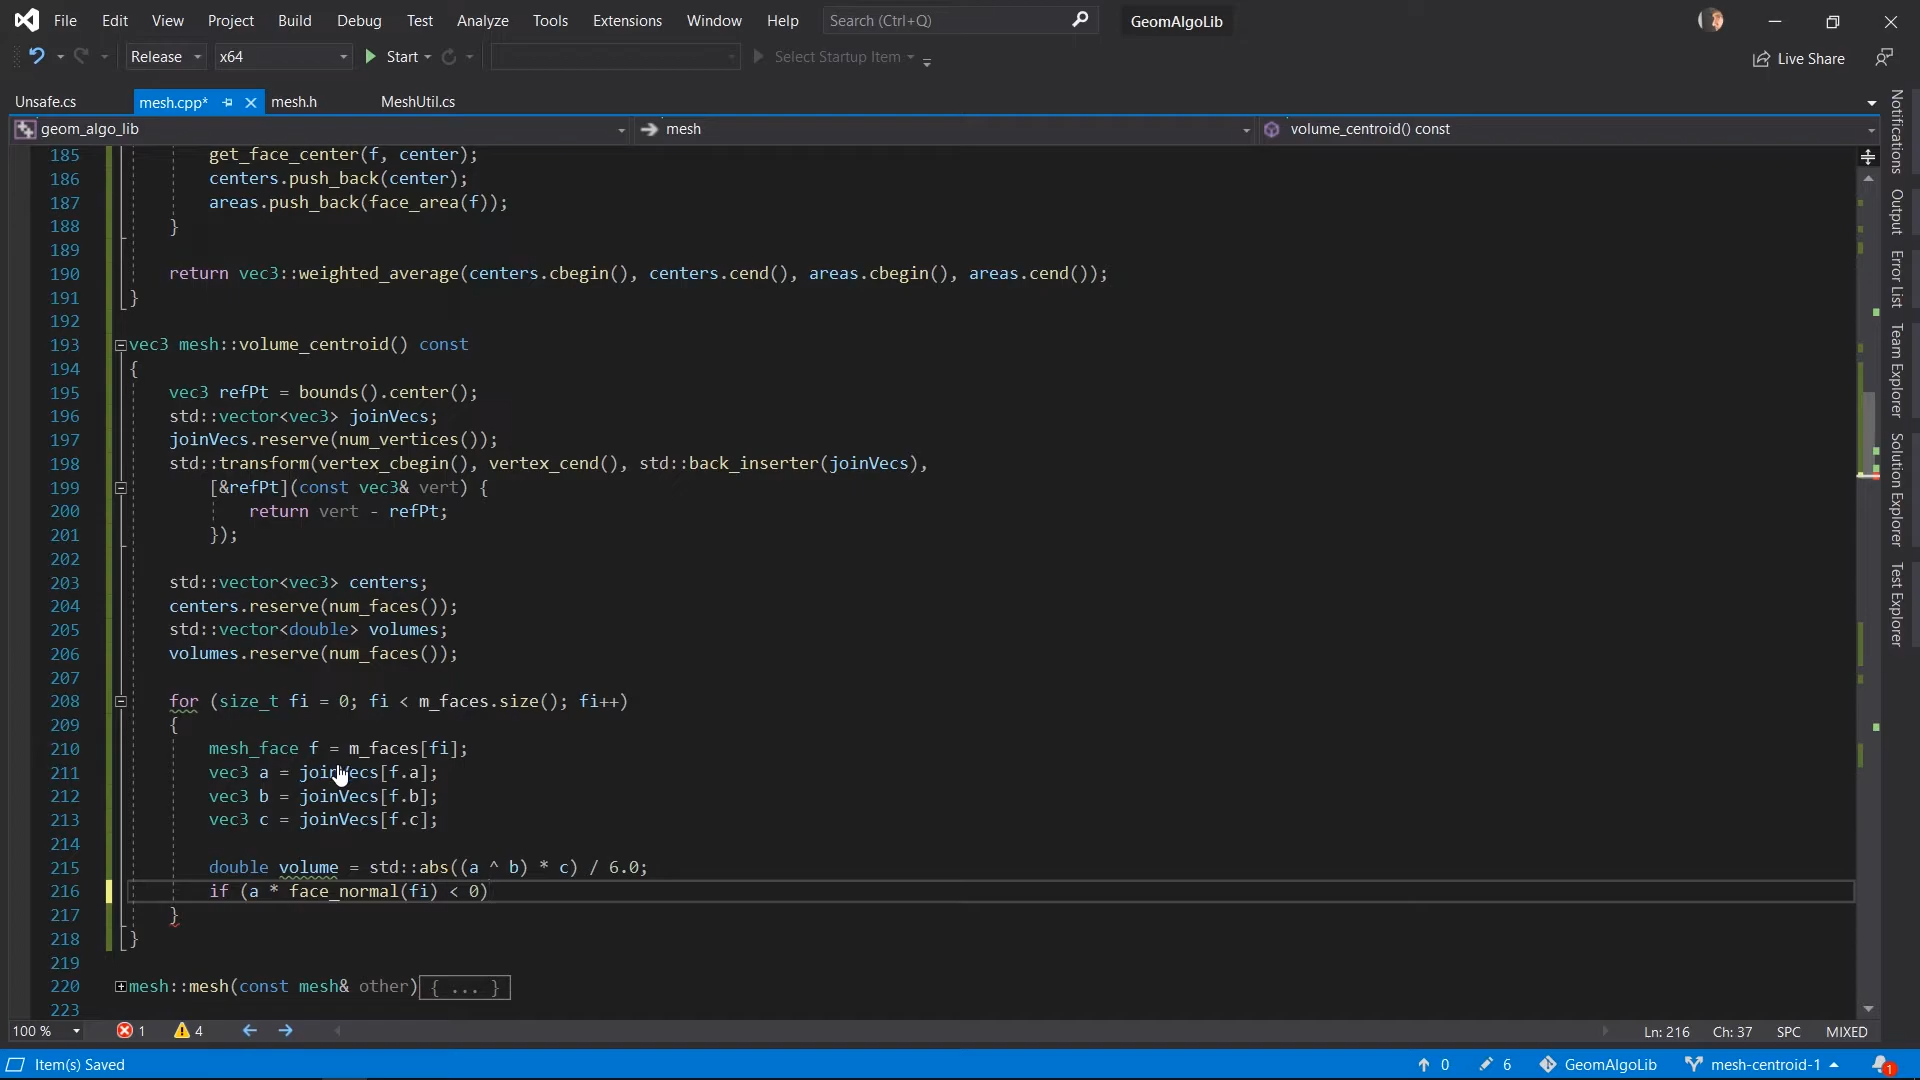 File Edit View Project Build Debug Test Analyze Tools Extensions Window Help Search (Ctrl+Q) GeomAlgoLib
Release x64 Start Select Startup Item Live Share
Unsafe.cs mesh.cpp* mesh.h MeshUtil.cs
geom_algo_lib mesh volume_centroid() const
185 get_face_center(f, center);
186 centers.push_back(center);
187 areas.push_back(face_area(f));
188 }
189
190 return vec3::weighted_average(centers.cbegin(), centers.cend(), areas.cbegin(), areas.cend());
191 }
192
193 vec3 mesh::volume_centroid() const
194 {
195 vec3 refPt = bounds().center();
196 std::vector<vec3> joinVecs;
197 joinVecs.reserve(num_vertices());
198 std::transform(vertex_cbegin(), vertex_cend(), std::back_inserter(joinVecs),
199 [&refPt](const vec3& vert) {
200 return vert - refPt;
201 });
202
203 std::vector<vec3> centers;
204 centers.reserve(num_faces());
205 std::vector<double> volumes;
206 volumes.reserve(num_faces());
207
208 for (size_t fi = 0; fi < m_faces.size(); fi++)
209 {
210 mesh_face f = m_faces[fi];
211 vec3 a = joinVecs[f.a];
212 vec3 b = joinVecs[f.b];
213 vec3 c = joinVecs[f.c];
214
215 double volume = std::abs((a ^ b) * c) / 6.0;
216 if (a * face_normal(fi) < 0)
217 }
218 }
219
220 mesh::mesh(const mesh& other) { ... }
223
Notifications
Output
Error List
Team Explorer
Solution Explorer
Test Explorer
100 % 1 4 Ln: 216 Ch: 37 SPC MIXED
Item(s) Saved 0 6 GeomAlgoLib mesh-centroid-1 1